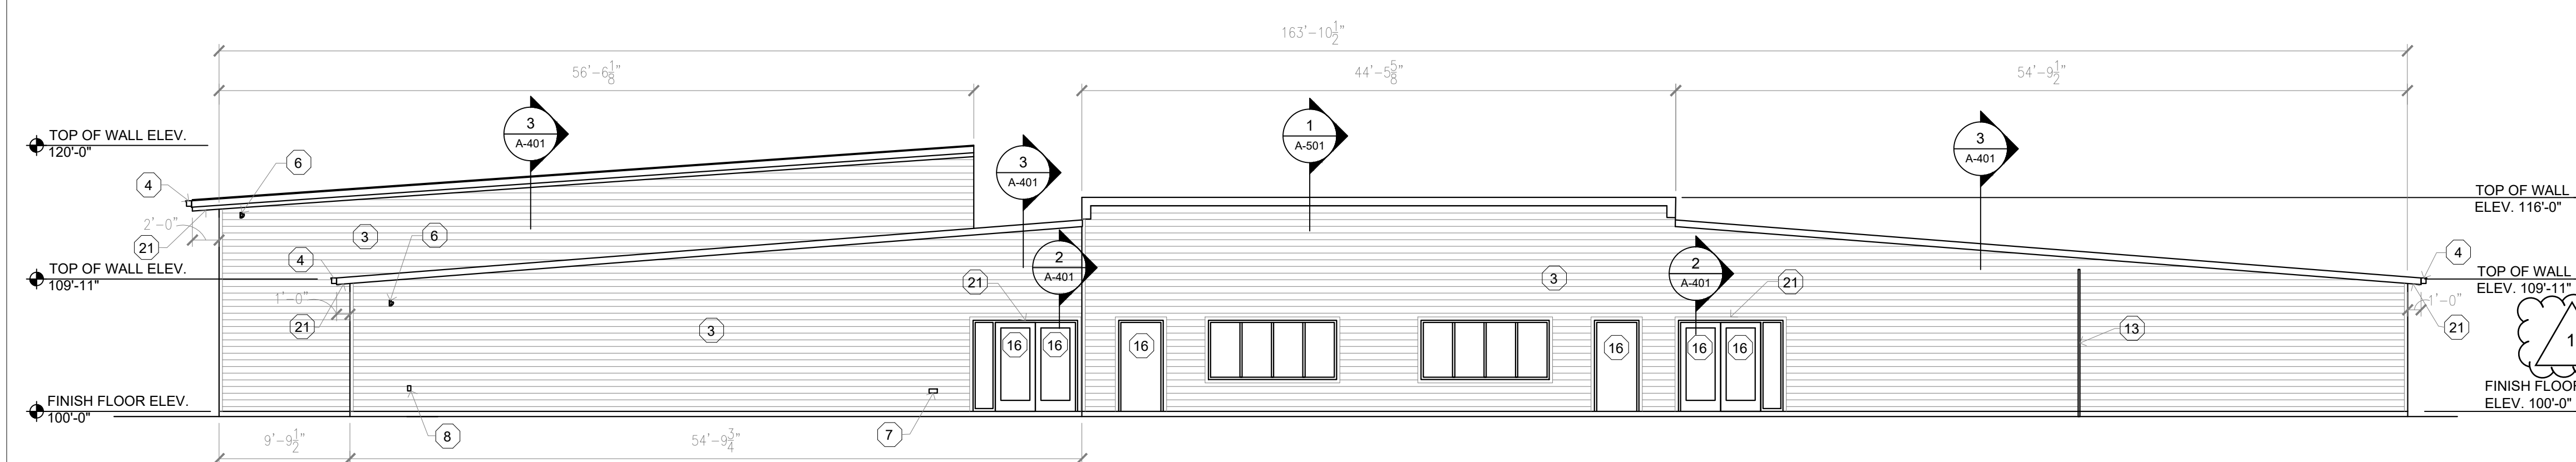 163'-10 1/2"
56'-6 1/8"
44'-5 5/8"
54'-9 1/2"
3
A-401
1
A-501
3
A-401
3
A-401
TOP OF WALL ELEV.
120'-0"
6
4
2'-0"
21
3
6
TOP OF WALL
ELEV. 116'-0"
4
TOP OF WALL ELEV.
109'-11"
1'-0"
21
2
A-401
21
3
2
A-401
21
4
TOP OF WALL
ELEV. 109'-11"
1'-0"
21
3
13
16
16
16
16
16
16
1
FINISH FLOOR ELEV.
100'-0"
FINISH FLOOR
ELEV. 100'-0"
9'-9 1/2"
8
54'-9 3/4"
7